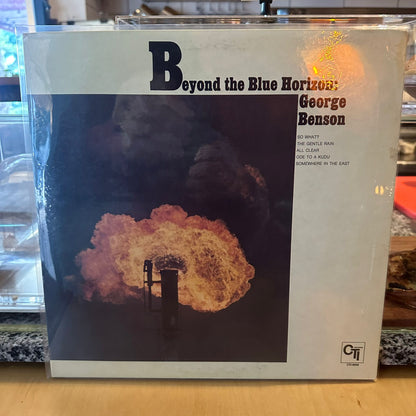 Beyond the Blue Horizon:
George
Benson
SO WHAT?
THE GENTLE RAIN
ALL CLEAR
ODE TO A KUDU
SOMEWHERE IN THE EAST
CTI